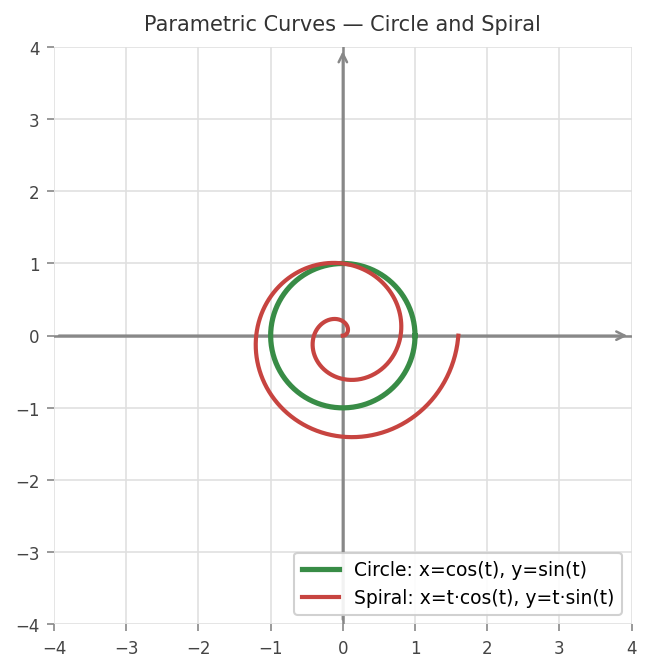 Parametric Curves — Circle and Spiral
4
3
2
1
0
−1
−2
−3
−4
−4 −3 −2 −1 0 1 2 3 4
Circle: x=cos(t), y=sin(t)
Spiral: x=t·cos(t), y=t·sin(t)